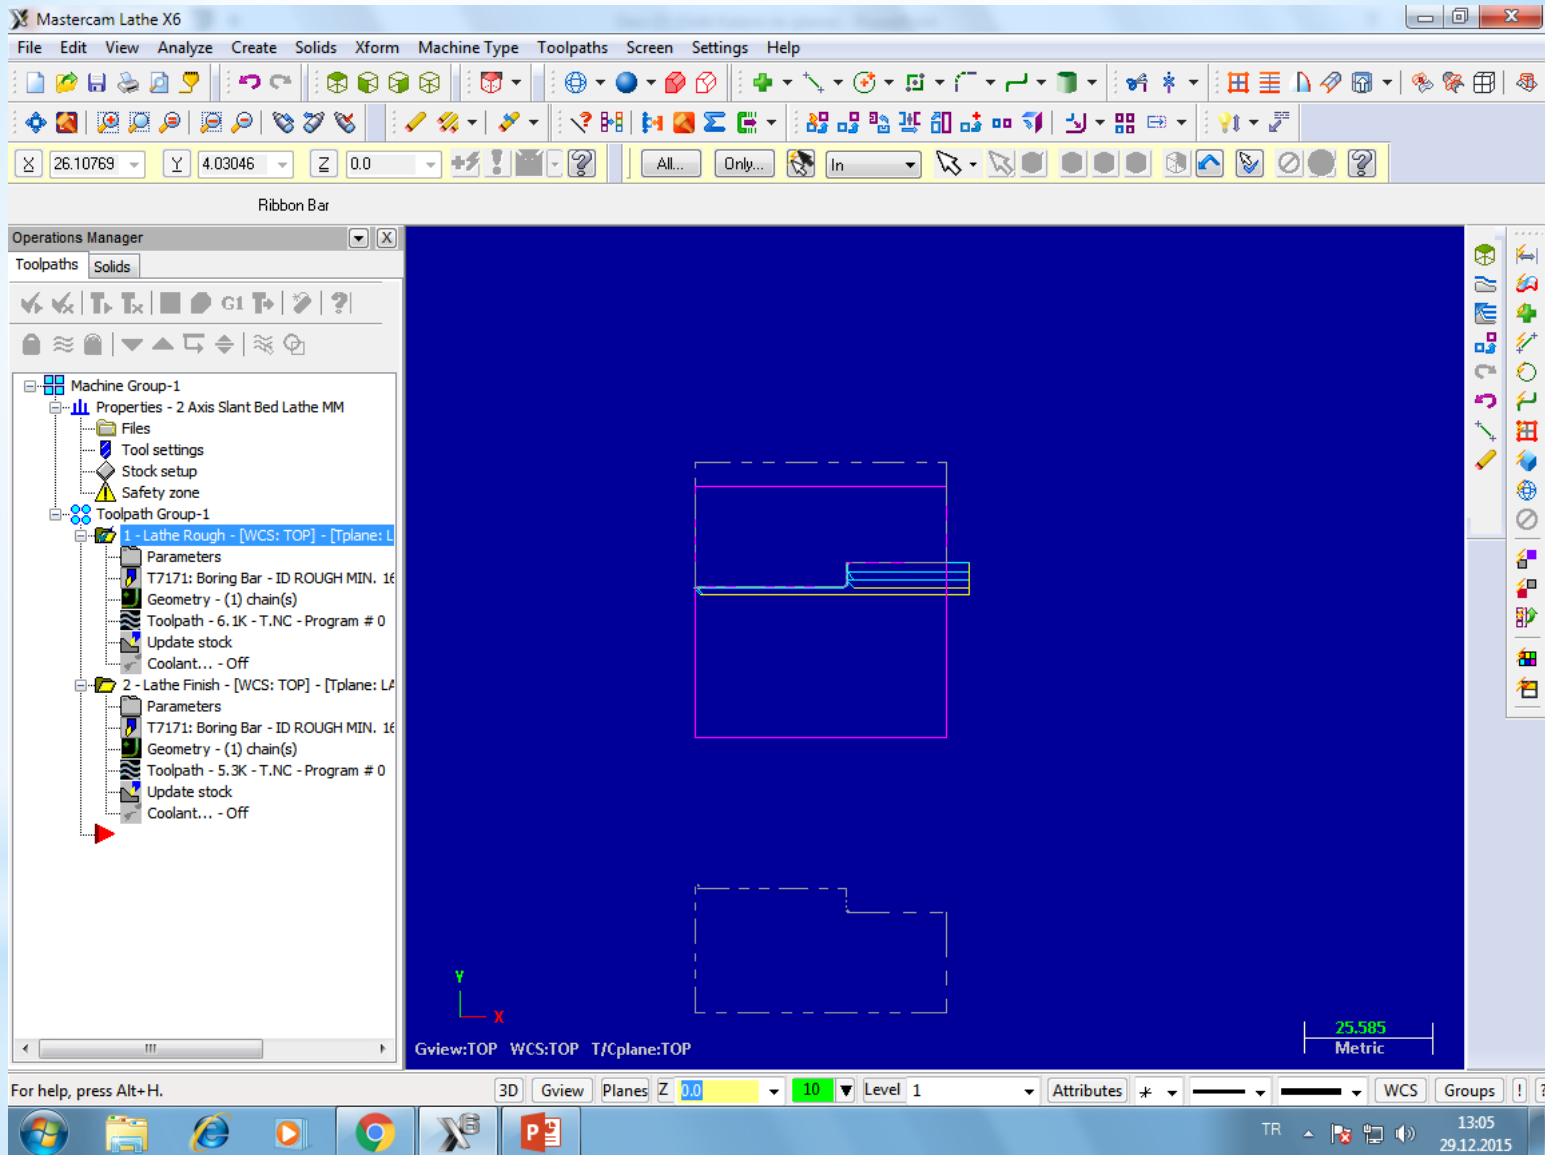 Mastercam Lathe X6
File Edit View Analyze Create Solids Xform Machine Type Toolpaths Screen Settings Help
X 26.10769 Y 4.03046 Z 0.0 All... Only... In
Ribbon Bar
Operations Manager
Toolpaths Solids
G1
Machine Group-1
Properties - 2 Axis Slant Bed Lathe MM
Files
Tool settings
Stock setup
Safety zone
Toolpath Group-1
1 - Lathe Rough - [WCS: TOP] - [Tplane: L
Parameters
T7171: Boring Bar - ID ROUGH MIN. 16
Geometry - (1) chain(s)
Toolpath - 6.1K - T.NC - Program # 0
Update stock
Coolant... - Off
2 - Lathe Finish - [WCS: TOP] - [Tplane: LA
Parameters
T7171: Boring Bar - ID ROUGH MIN. 16
Geometry - (1) chain(s)
Toolpath - 5.3K - T.NC - Program # 0
Update stock
Coolant... - Off
Y
X
Gview:TOP WCS:TOP T/Cplane:TOP
25.585
Metric
For help, press Alt+H.
3D Gview Planes Z 0.0 10 Level 1 Attributes WCS Groups ! ?
TR
13:05
29.12.2015